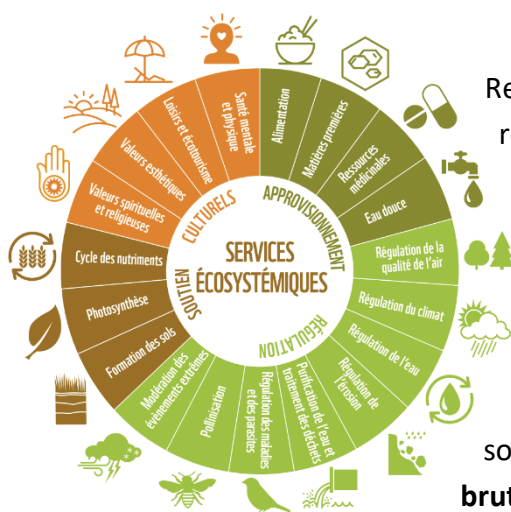 SERVICES
ÉCOSYSTÉMIQUES
APPROVISIONNEMENT
Alimentation
Matières premières
Ressources
médicinales
Eau douce
RÉGULATION
Régulation de la
qualité de l'air
Régulation du climat
Régulation de l'eau
Régulation de
l'érosion
Purification de l'eau et
traitement des déchets
Régulation des maladies
et des parasites
Pollinisation
Modération des
évènements extrêmes
SOUTIEN
Formation des sols
Photosynthèse
Cycle des nutriments
CULTURELS
Valeurs spirituelles
et religieuses
Valeurs esthétiques
Loisirs et écotourisme
Santé mentale
et physique
Re
so
brut